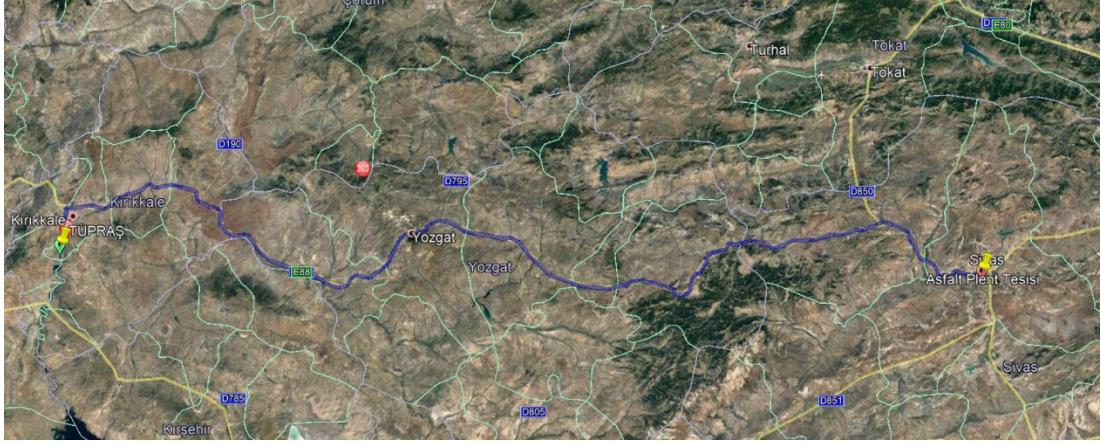 Çorum
D
E80
Turhal
Tokat
Tokat
D190
D795
D850
Kırıkkale
Kırıkkale
TÜPRAŞ
Yozgat
Yozgat
E88
Sivas
Asfalt Plent Tesisi
Sivas
D785
D805
D851
Kırşehir